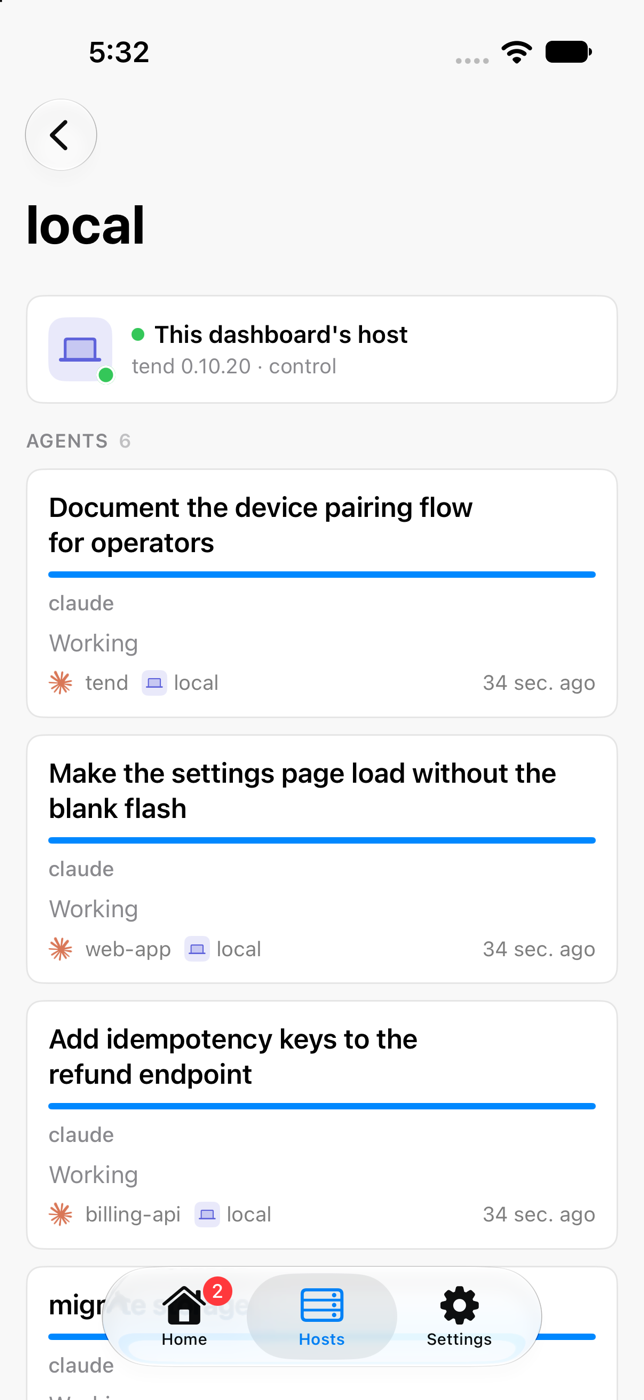 5:32
local
This dashboard's host
tend 0.10.20 · control
AGENTS 6
Document the device pairing flow
for operators
claude
Working
tend local 34 sec. ago
Make the settings page load without the
blank flash
claude
Working
web-app local 34 sec. ago
Add idempotency keys to the
refund endpoint
claude
Working
billing-api local 34 sec. ago
2
Home Hosts Settings
claude